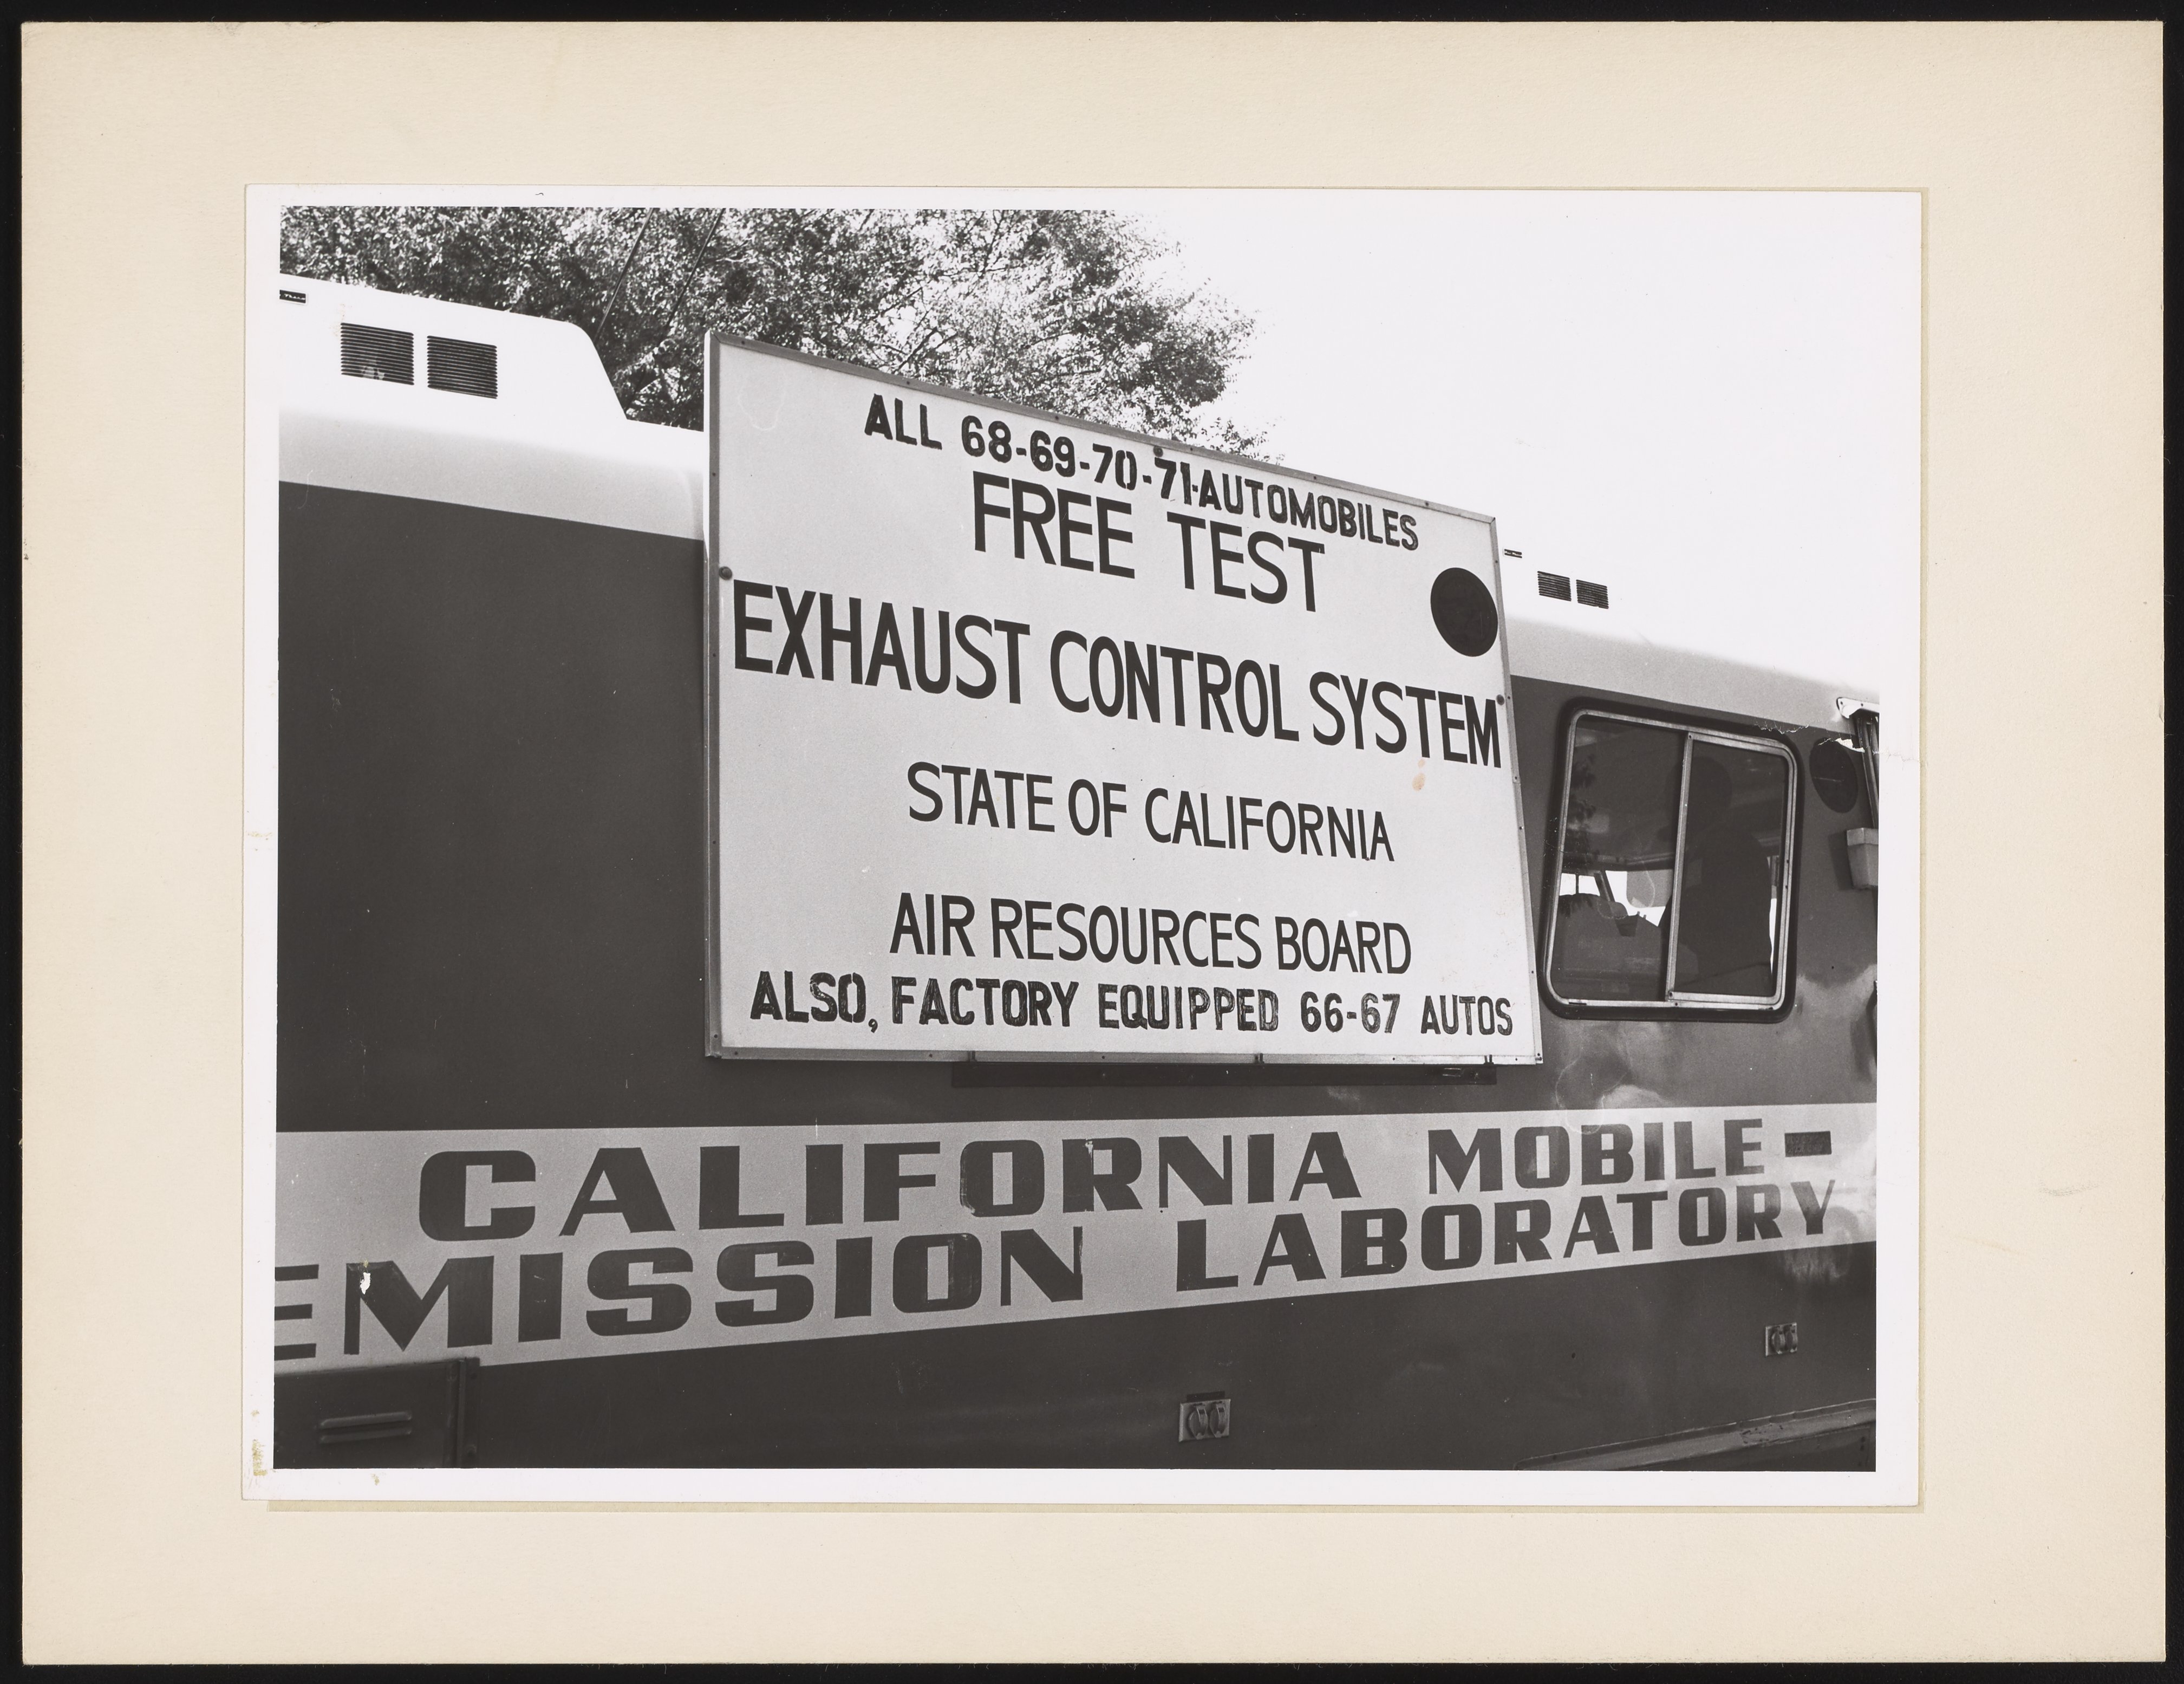 ALL 68-69-70-71-AUTOMOBILES
FREE TEST
EXHAUST CONTROL SYSTEM
STATE OF CALIFORNIA
AIR RESOURCES BOARD
ALSO, FACTORY EQUIPPED 66-67 AUTOS
CALIFORNIA MOBILE-
EMISSION LABORATORY